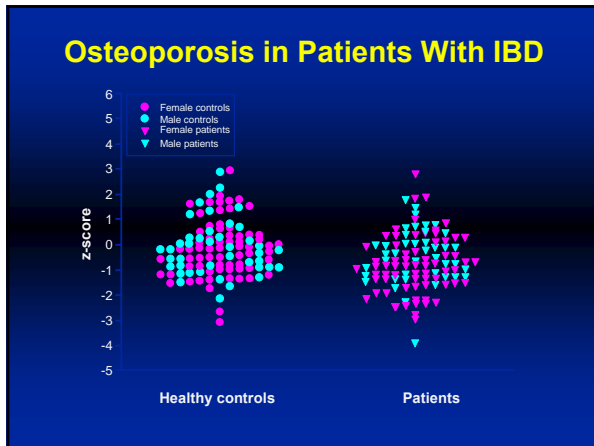 Osteoporosis in Patients With IBD
6
5
4
3
2
1
0
-1
-2
-3
-4
-5
z-score
Female controls
Male controls
Female patients
Male patients
Healthy controls
Patients